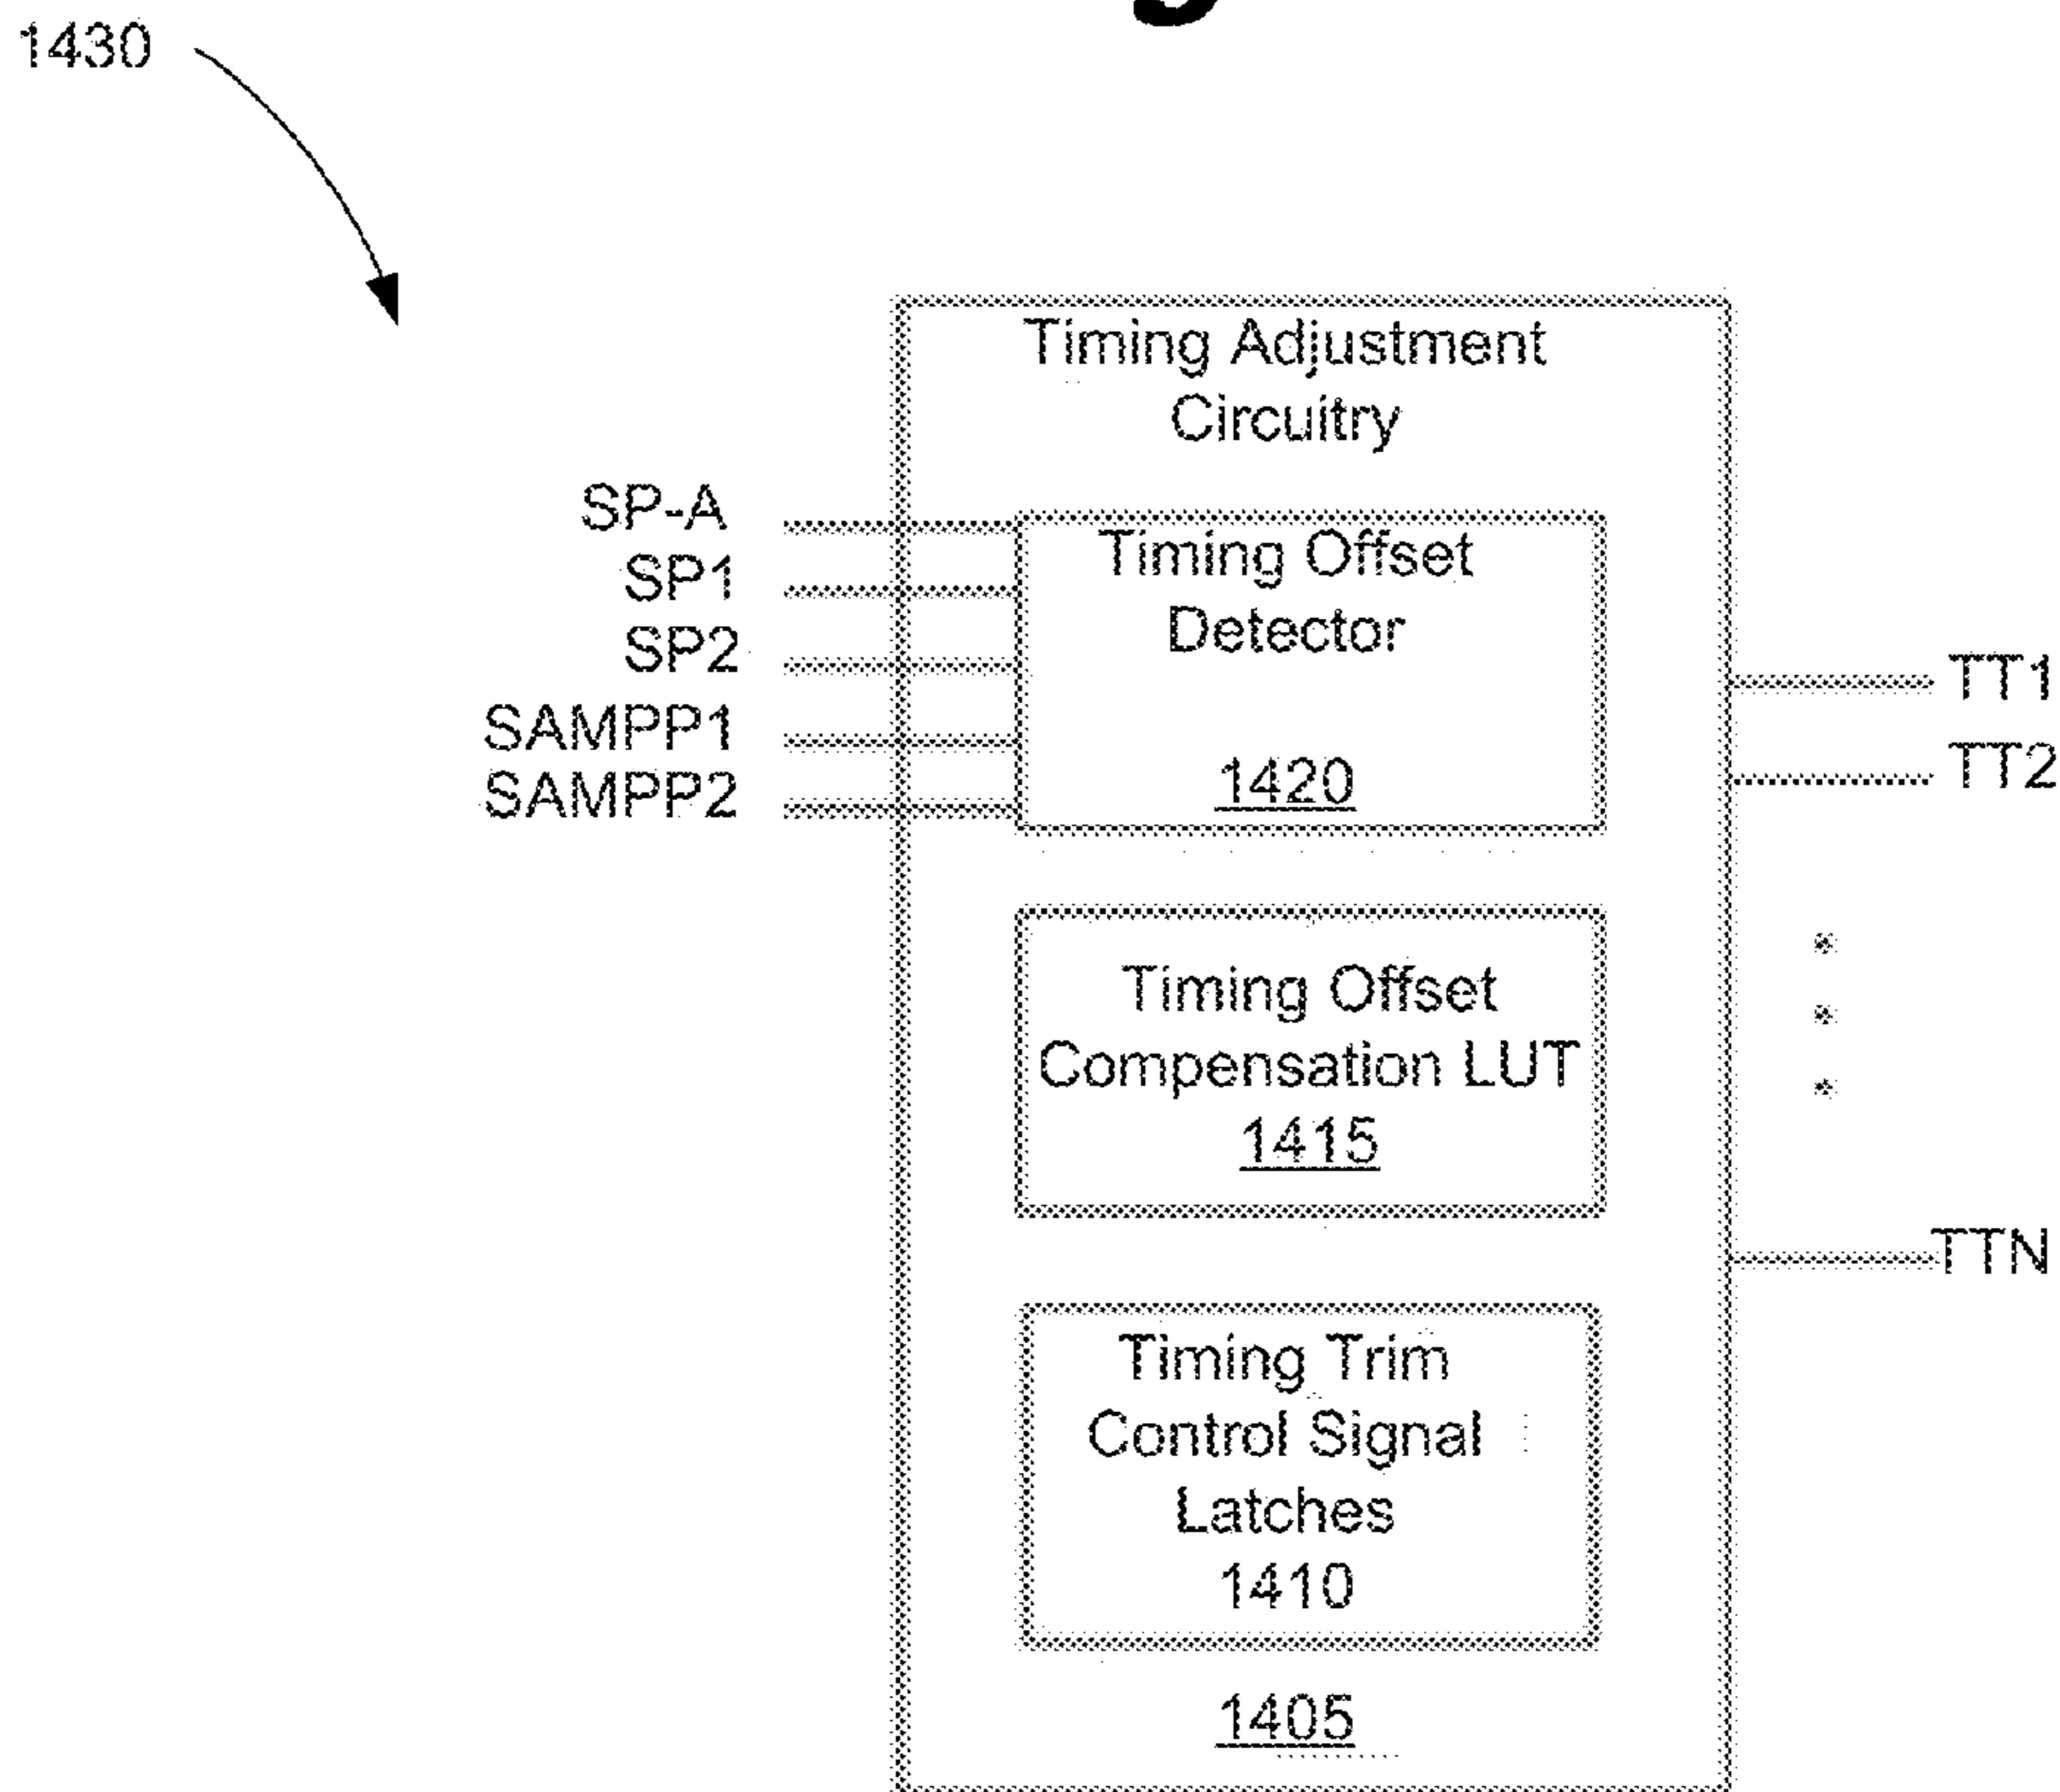 1430
Timing Adjustment
Circuitry
SP-A
SP1
SP2
SAMPP1
SAMPP2
Timing Offset
Detector
1420
TT1
TT2
TTN
Timing Offset
Compensation LUT
1415
Timing Trim
Control Signal
Latches
1410
1405